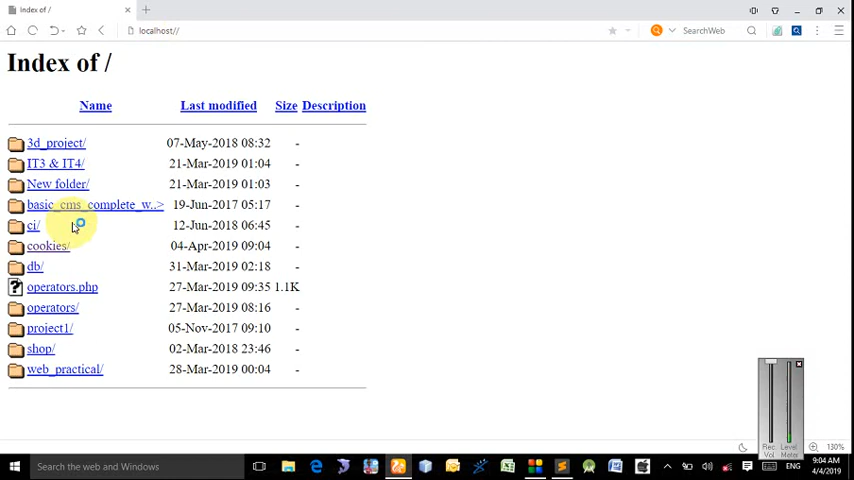 Index of /
localhost//
SearchWeb
Index of /
Name Last modified Size Description
3d_project/ 07-May-2018 08:32 -
IT3 & IT4/ 21-Mar-2019 01:04 -
New folder/ 21-Mar-2019 01:03 -
basic_cms_complete_w..> 19-Jun-2017 05:17 -
ci/ 12-Jun-2018 06:45 -
cookies/ 04-Apr-2019 09:04 -
db/ 31-Mar-2019 02:18 -
operators.php 27-Mar-2019 09:35 1.1K
operators/ 27-Mar-2019 08:16 -
project1/ 05-Nov-2017 09:10 -
shop/ 02-Mar-2018 23:46 -
web_practical/ 28-Mar-2019 00:04 -
Rec. Vol
Level Meter
130%
Search the web and Windows
ENG
9:04 AM
4/4/2019